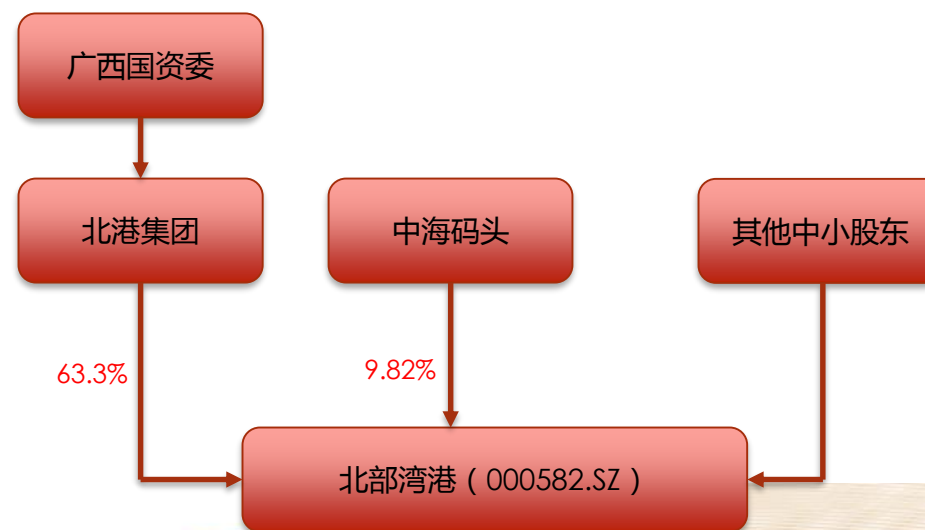 广西国资委
北港集团
中海码头
其他中小股东
63.3%
9.82%
北部湾港（000582.SZ）